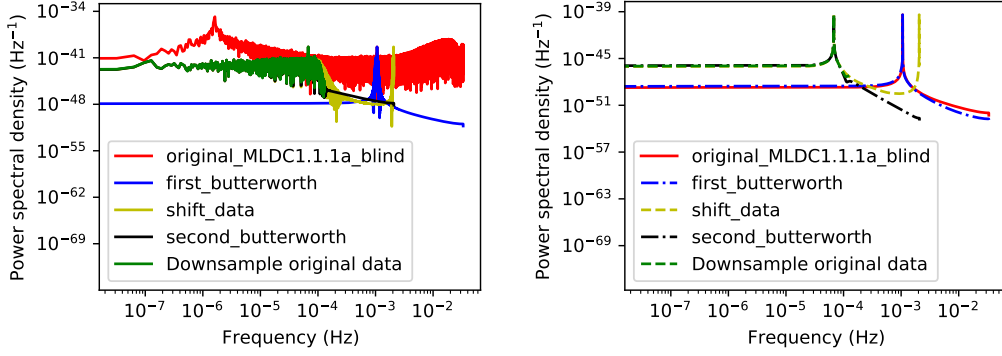 10⁻³⁴
10⁻⁴¹
10⁻⁴⁸
10⁻⁵⁵
10⁻⁶²
10⁻⁶⁹
Power spectral density (Hz⁻¹)
original_MLDC1.1.1a_blind
first_butterworth
shift_data
second_butterworth
Downsample original data
10⁻⁷ 10⁻⁶ 10⁻⁵ 10⁻⁴ 10⁻³ 10⁻²
Frequency (Hz)
10⁻³⁹
10⁻⁴⁵
10⁻⁵¹
10⁻⁵⁷
10⁻⁶³
10⁻⁶⁹
Power spectral density (Hz⁻¹)
original_MLDC1.1.1a_blind
first_butterworth
shift_data
second_butterworth
Downsample original data
10⁻⁷ 10⁻⁶ 10⁻⁵ 10⁻⁴ 10⁻³ 10⁻²
Frequency (Hz)